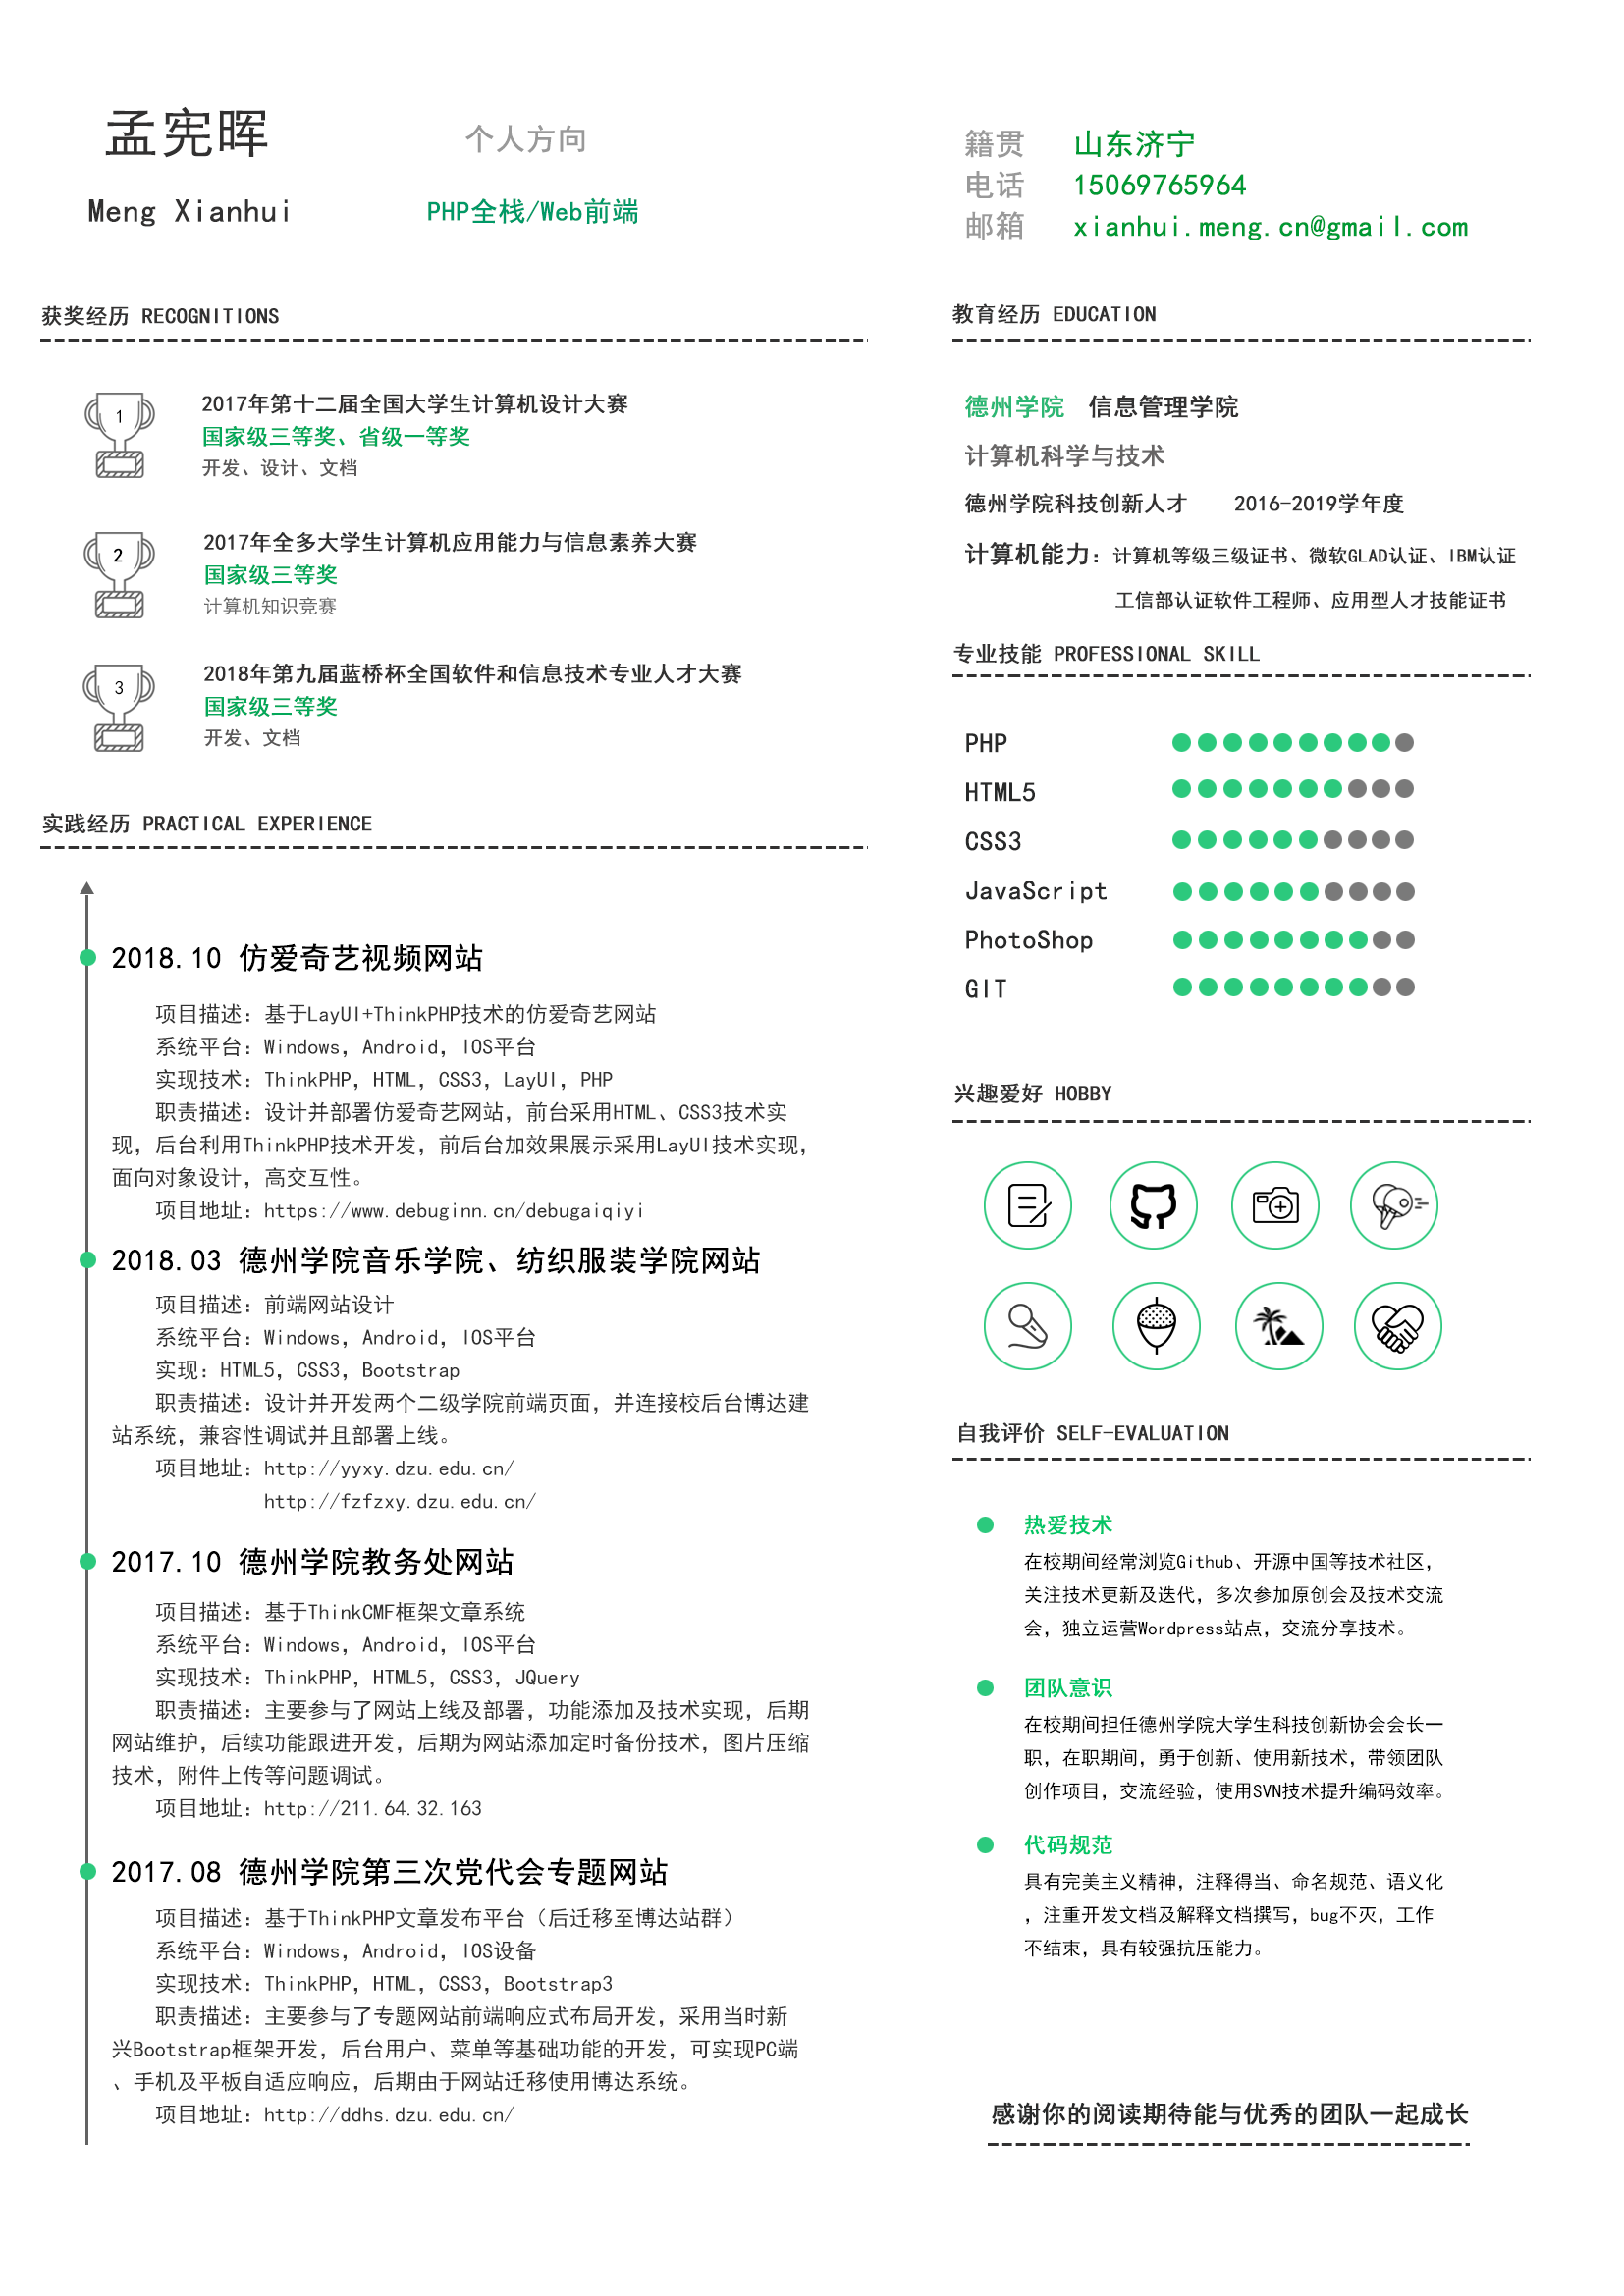 孟宪晖
Meng Xianhui
个人方向
PHP全栈/Web前端
籍贯 山东济宁
电话 15069765964
邮箱 xianhui.meng.cn@gmail.com
获奖经历 RECOGNITIONS
1
2017年第十二届全国大学生计算机设计大赛
国家级三等奖、省级一等奖
开发、设计、文档
2
2017年全多大学生计算机应用能力与信息素养大赛
国家级三等奖
计算机知识竞赛
3
2018年第九届蓝桥杯全国软件和信息技术专业人才大赛
国家级三等奖
开发、文档
实践经历 PRACTICAL EXPERIENCE
2018.10 仿爱奇艺视频网站
项目描述：基于LayUI+ThinkPHP技术的仿爱奇艺网站
系统平台：Windows，Android，IOS平台
实现技术：ThinkPHP，HTML，CSS3，LayUI，PHP
职责描述：设计并部署仿爱奇艺网站，前台采用HTML、CSS3技术实
现，后台利用ThinkPHP技术开发，前后台加效果展示采用LayUI技术实现，
面向对象设计，高交互性。
项目地址：https://www.debuginn.cn/debugaiqiyi
2018.03 德州学院音乐学院、纺织服装学院网站
项目描述：前端网站设计
系统平台：Windows，Android，IOS平台
实现：HTML5，CSS3，Bootstrap
职责描述：设计并开发两个二级学院前端页面，并连接校后台博达建
站系统，兼容性调试并且部署上线。
项目地址：http://yyxy.dzu.edu.cn/
http://fzfzxy.dzu.edu.cn/
2017.10 德州学院教务处网站
项目描述：基于ThinkCMF框架文章系统
系统平台：Windows，Android，IOS平台
实现技术：ThinkPHP，HTML5，CSS3，JQuery
职责描述：主要参与了网站上线及部署，功能添加及技术实现，后期
网站维护，后续功能跟进开发，后期为网站添加定时备份技术，图片压缩
技术，附件上传等问题调试。
项目地址：http://211.64.32.163
2017.08 德州学院第三次党代会专题网站
项目描述：基于ThinkPHP文章发布平台（后迁移至博达站群）
系统平台：Windows，Android，IOS设备
实现技术：ThinkPHP，HTML，CSS3，Bootstrap3
职责描述：主要参与了专题网站前端响应式布局开发，采用当时新
兴Bootstrap框架开发，后台用户、菜单等基础功能的开发，可实现PC端
、手机及平板自适应响应，后期由于网站迁移使用博达系统。
项目地址：http://ddhs.dzu.edu.cn/
教育经历 EDUCATION
德州学院 信息管理学院
计算机科学与技术
德州学院科技创新人才 2016-2019学年度
计算机能力：计算机等级三级证书、微软GLAD认证、IBM认证
工信部认证软件工程师、应用型人才技能证书
专业技能 PROFESSIONAL SKILL
PHP
HTML5
CSS3
JavaScript
PhotoShop
GIT
兴趣爱好 HOBBY
自我评价 SELF-EVALUATION
热爱技术
在校期间经常浏览Github、开源中国等技术社区，
关注技术更新及迭代，多次参加原创会及技术交流
会，独立运营Wordpress站点，交流分享技术。
团队意识
在校期间担任德州学院大学生科技创新协会会长一
职，在职期间，勇于创新、使用新技术，带领团队
创作项目，交流经验，使用SVN技术提升编码效率。
代码规范
具有完美主义精神，注释得当、命名规范、语义化
，注重开发文档及解释文档撰写，bug不灭，工作
不结束，具有较强抗压能力。
感谢你的阅读期待能与优秀的团队一起成长